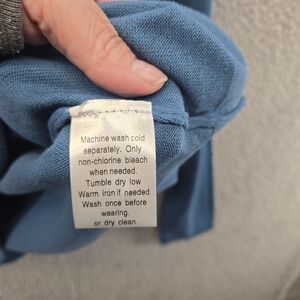 Machine wash cold
separately. Only
non-chlorine bleach
when needed.
Tumble dry low
Warm iron if needed
Wash once before
wearing.
or dry clean.